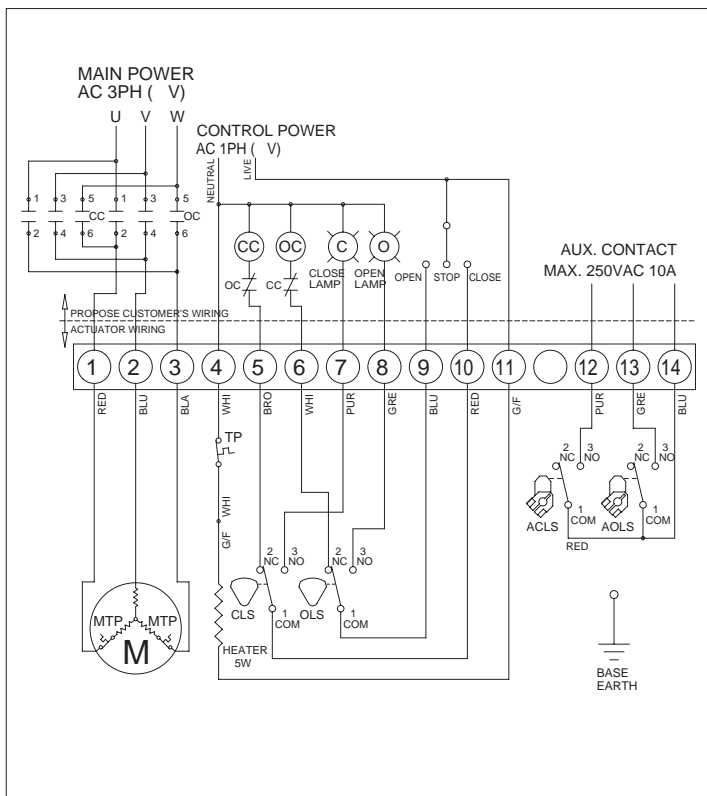 MAIN POWER
AC 3PH ( V)
U V W
CONTROL POWER
AC 1PH ( V)
NEUTRAL
LIVE
1 3 5 CC 1 3 5 OC
2 4 6 2 4 6
CC OC C O
OC CC CLOSE LAMP OPEN LAMP
OPEN STOP CLOSE
AUX. CONTACT
MAX. 250VAC 10A
PROPOSE CUSTOMER'S WIRING
ACTUATOR WIRING
1 2 3 4 5 6 7 8 9 10 11 12 13 14
RED BLU BLA WHI BRO WHI PUR GRE BLU RED G/F PUR GRE BLU
TP
WHI
G/F
2 NC 3 NO
CLS
1 COM
2 NC 3 NO
OLS
1 COM
HEATER
5W
2 NC 3 NO
ACLS
1 COM
2 NC 3 NO
AOLS
1 COM
RED
MTP MTP
M
BASE
EARTH